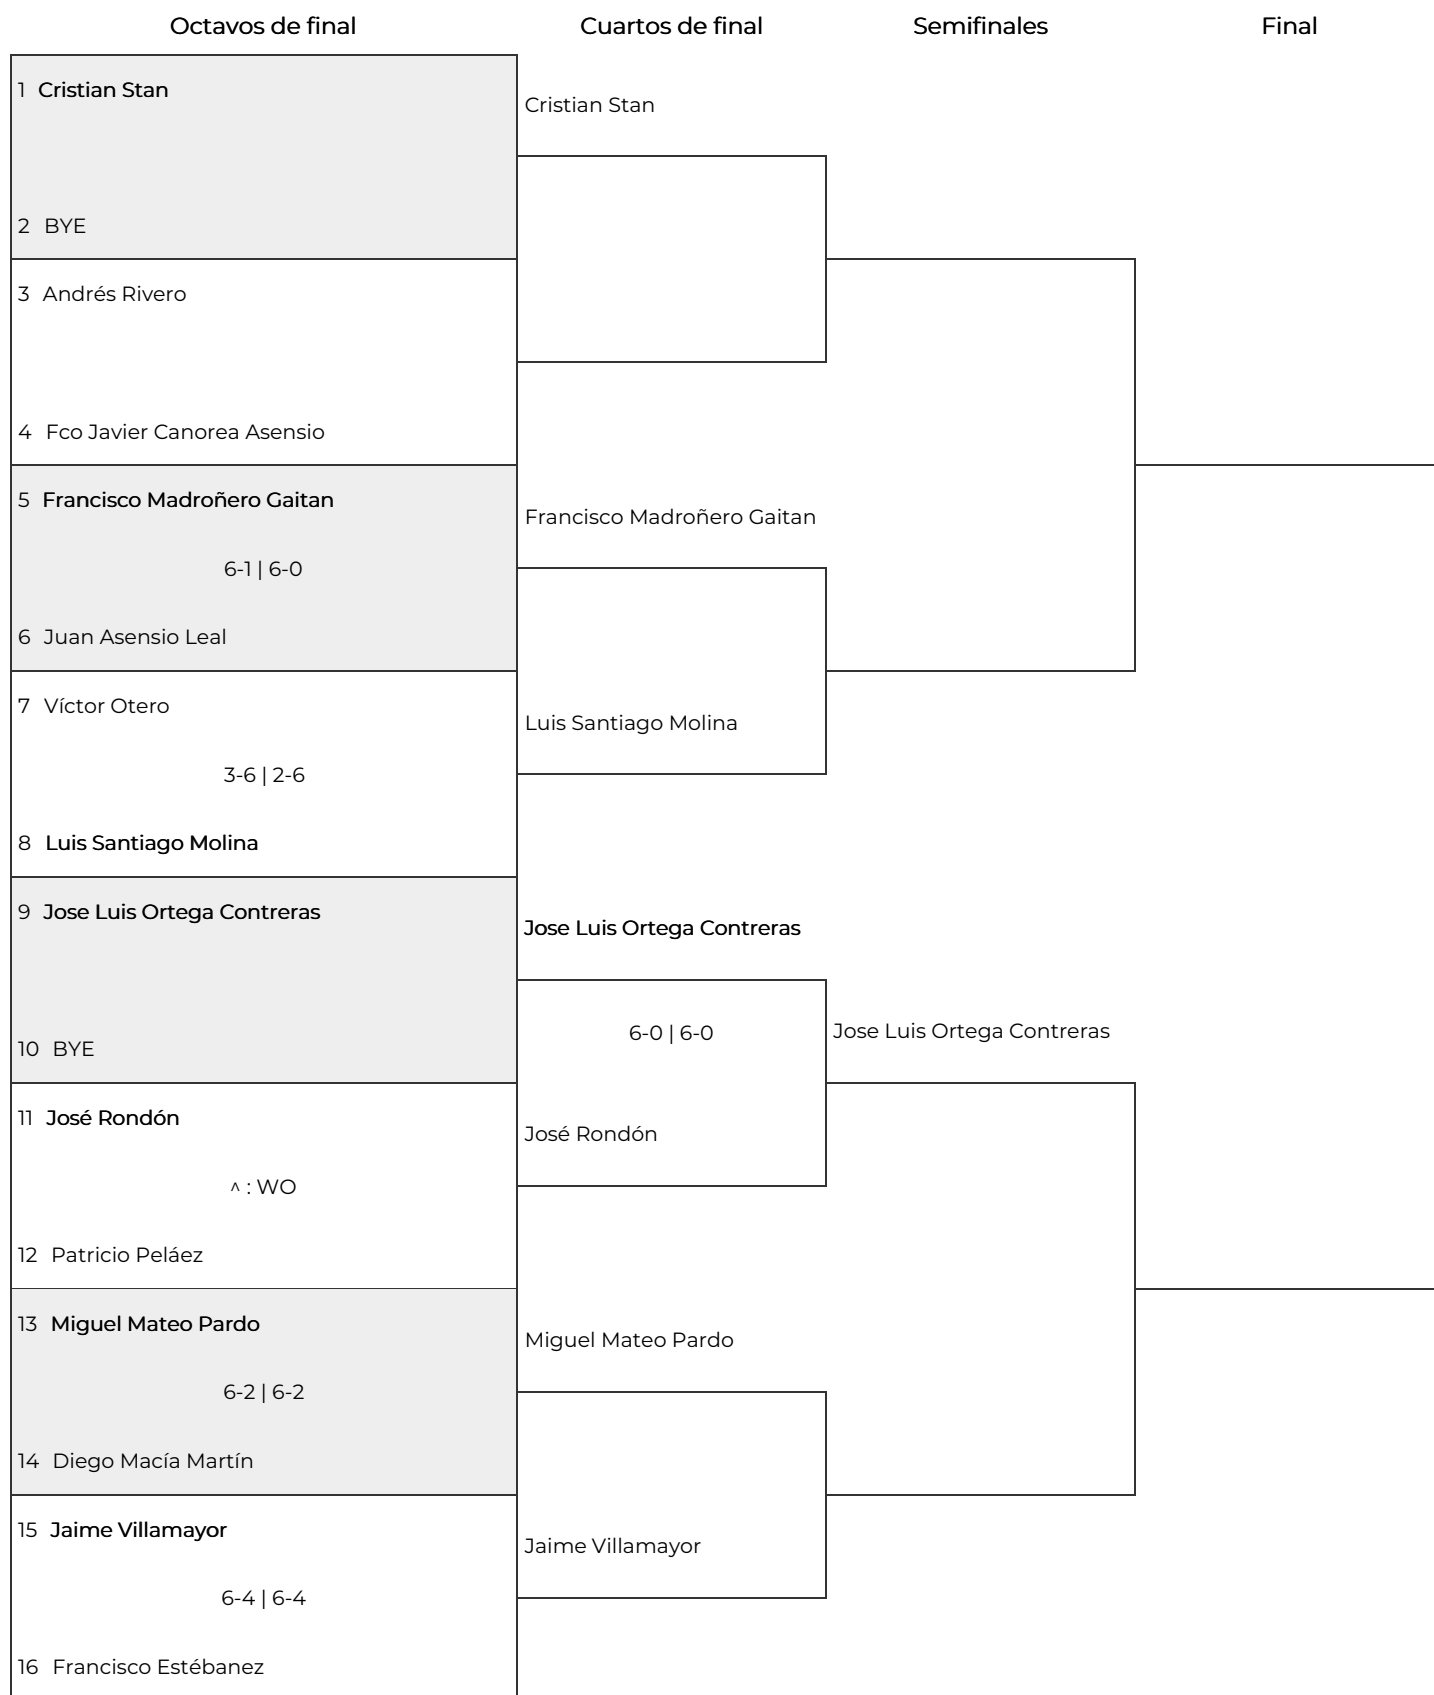 Octavos de final
Cuartos de final
Semifinales
Final
1 Cristian Stan
2 BYE
3 Andrés Rivero
4 Fco Javier Canorea Asensio
5 Francisco Madroñero Gaitan
6-1 | 6-0
6 Juan Asensio Leal
7 Víctor Otero
3-6 | 2-6
8 Luis Santiago Molina
9 Jose Luis Ortega Contreras
10 BYE
11 José Rondón
^ : WO
12 Patricio Peláez
13 Miguel Mateo Pardo
6-2 | 6-2
14 Diego Macía Martín
15 Jaime Villamayor
6-4 | 6-4
16 Francisco Estébanez
Cristian Stan
Francisco Madroñero Gaitan
Luis Santiago Molina
Jose Luis Ortega Contreras
6-0 | 6-0
José Rondón
Miguel Mateo Pardo
Jaime Villamayor
Jose Luis Ortega Contreras